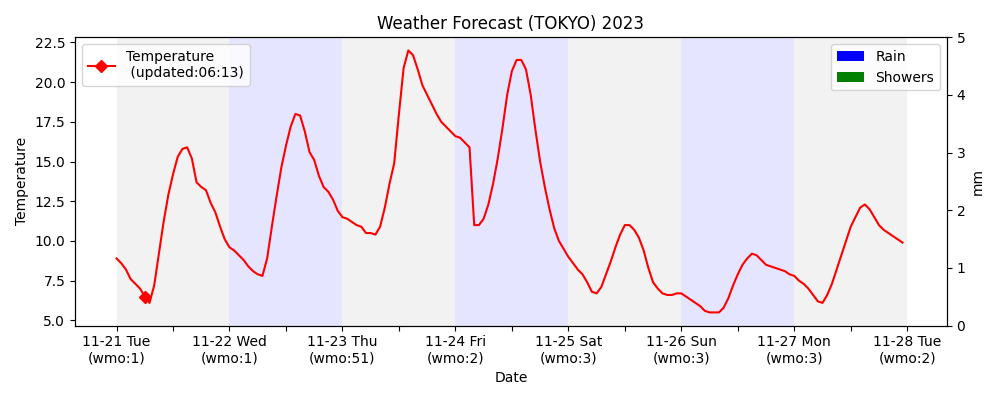 Weather Forecast (TOKYO) 2023
Temperature
(updated:06:13)
Rain
Showers
22.5
20.0
17.5
15.0
12.5
10.0
7.5
5.0
Temperature
5
4
3
2
1
0
mm
11-21 Tue
(wmo:1)
11-22 Wed
(wmo:1)
11-23 Thu
(wmo:51)
11-24 Fri
(wmo:2)
11-25 Sat
(wmo:3)
11-26 Sun
(wmo:3)
11-27 Mon
(wmo:3)
11-28 Tue
(wmo:2)
Date